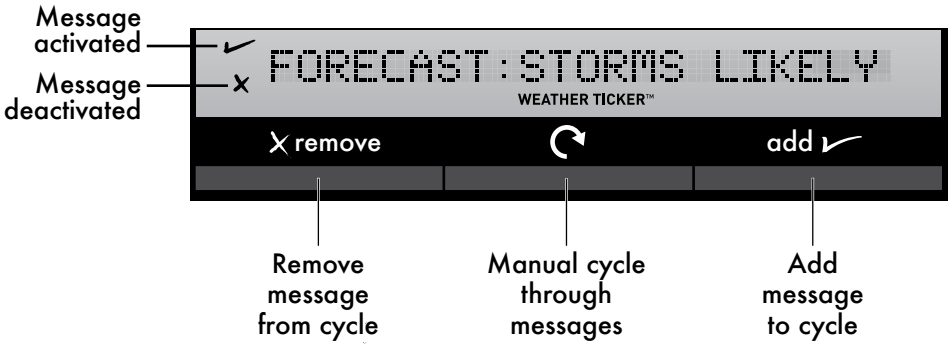 Message
activated
Message
deactivated
FORECAST:STORMS LIKELY
WEATHER TICKER™
remove
add
Remove
message
from cycle
Manual cycle
through
messages
Add
message
to cycle